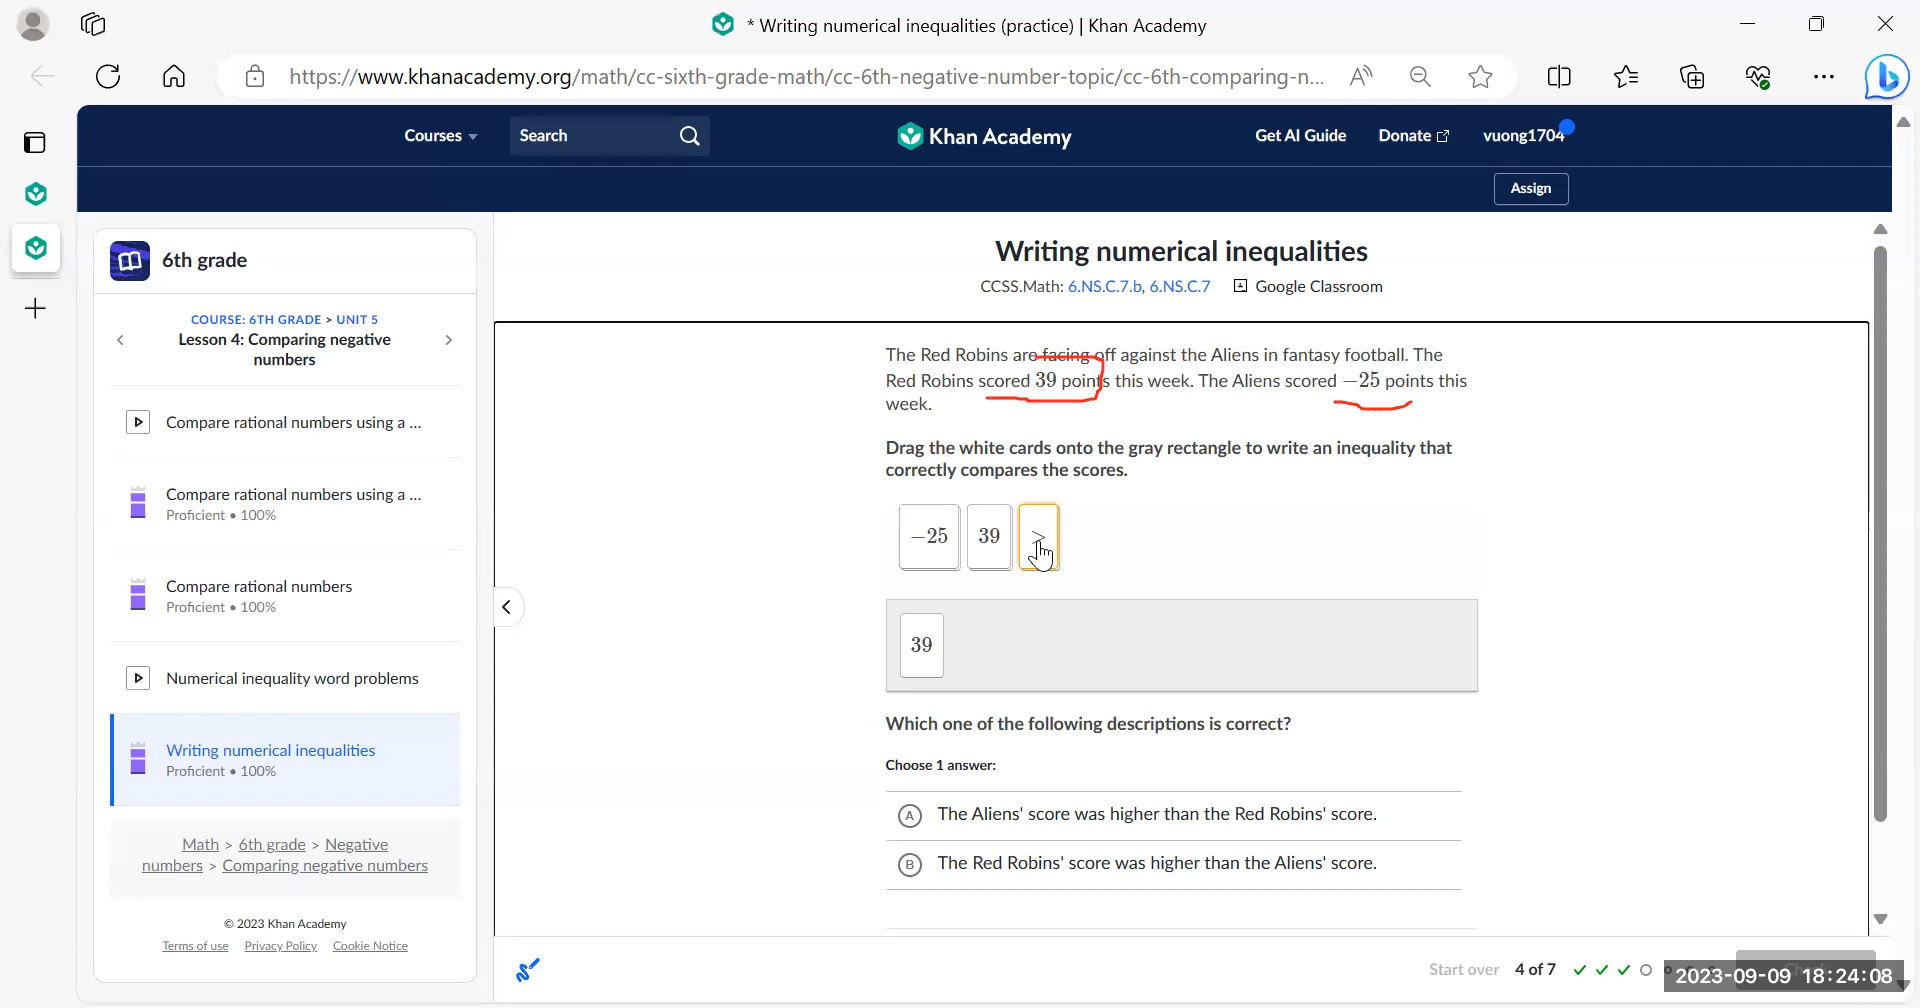 * Writing numerical inequalities (practice) | Khan Academy
https://www.khanacademy.org/math/cc-sixth-grade-math/cc-6th-negative-number-topic/cc-6th-comparing-n...
Courses
Search
Khan Academy
Get AI Guide
Donate
vuong1704
Assign
6th grade
COURSE: 6TH GRADE > UNIT 5
Lesson 4: Comparing negative
numbers
Compare rational numbers using a ...
Compare rational numbers using a ...
Proficient • 100%
Compare rational numbers
Proficient • 100%
Numerical inequality word problems
Writing numerical inequalities
Proficient • 100%
Math > 6th grade > Negative
numbers > Comparing negative numbers
© 2023 Khan Academy
Terms of use Privacy Policy Cookie Notice
Writing numerical inequalities
CCSS.Math: 6.NS.C.7.b, 6.NS.C.7 Google Classroom
The Red Robins are facing off against the Aliens in fantasy football. The
Red Robins scored 39 points this week. The Aliens scored −25 points this
week.
Drag the white cards onto the gray rectangle to write an inequality that
correctly compares the scores.
−25 39 >
39
Which one of the following descriptions is correct?
Choose 1 answer:
A The Aliens' score was higher than the Red Robins' score.
B The Red Robins' score was higher than the Aliens' score.
Start over 4 of 7
2023-09-09 18:24:08